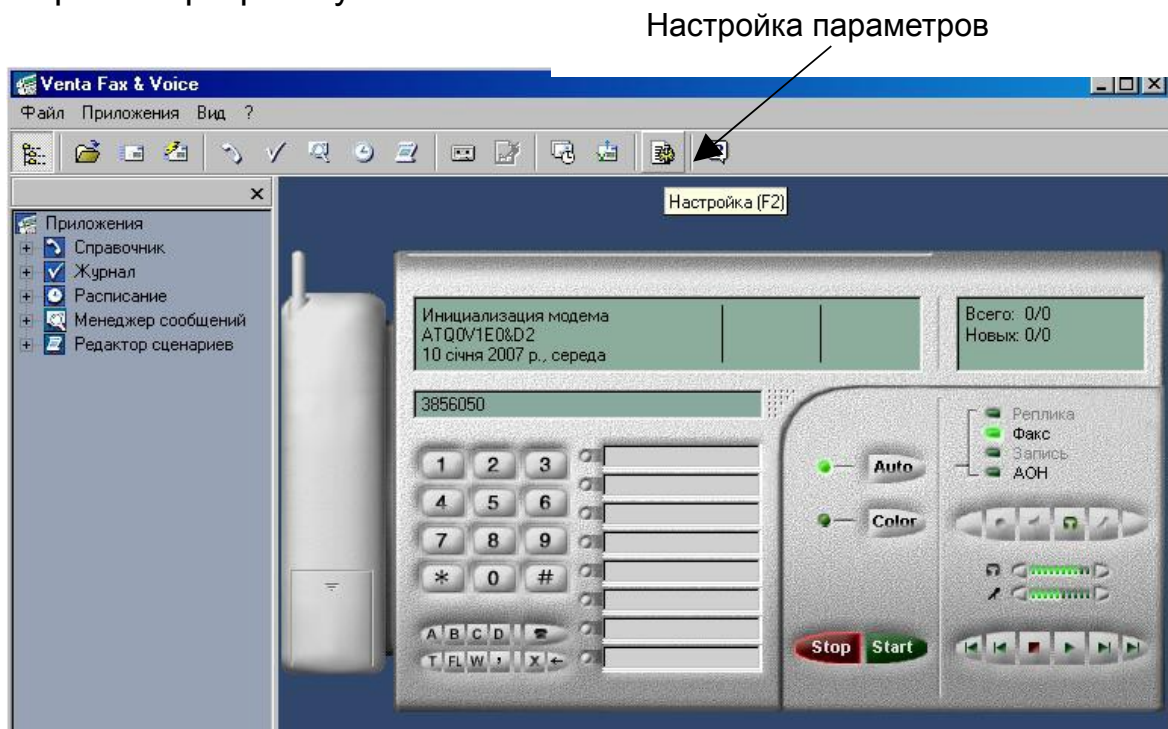 Настройка параметров
Venta Fax & Voice
Файл Приложения Вид ?
Настройка (F2)
Приложения
Справочник
Журнал
Расписание
Менеджер сообщений
Редактор сценариев
Инициализация модема
ATQ0V1E0&D2
10 січня 2007 р., середа
Всего: 0/0
Новых: 0/0
3856050
Реплика
Факс
Запись
АОН
1 2 3
4 5 6
7 8 9
* 0 #
A B C D
T FL W , X ←
Auto
Color
Stop Start